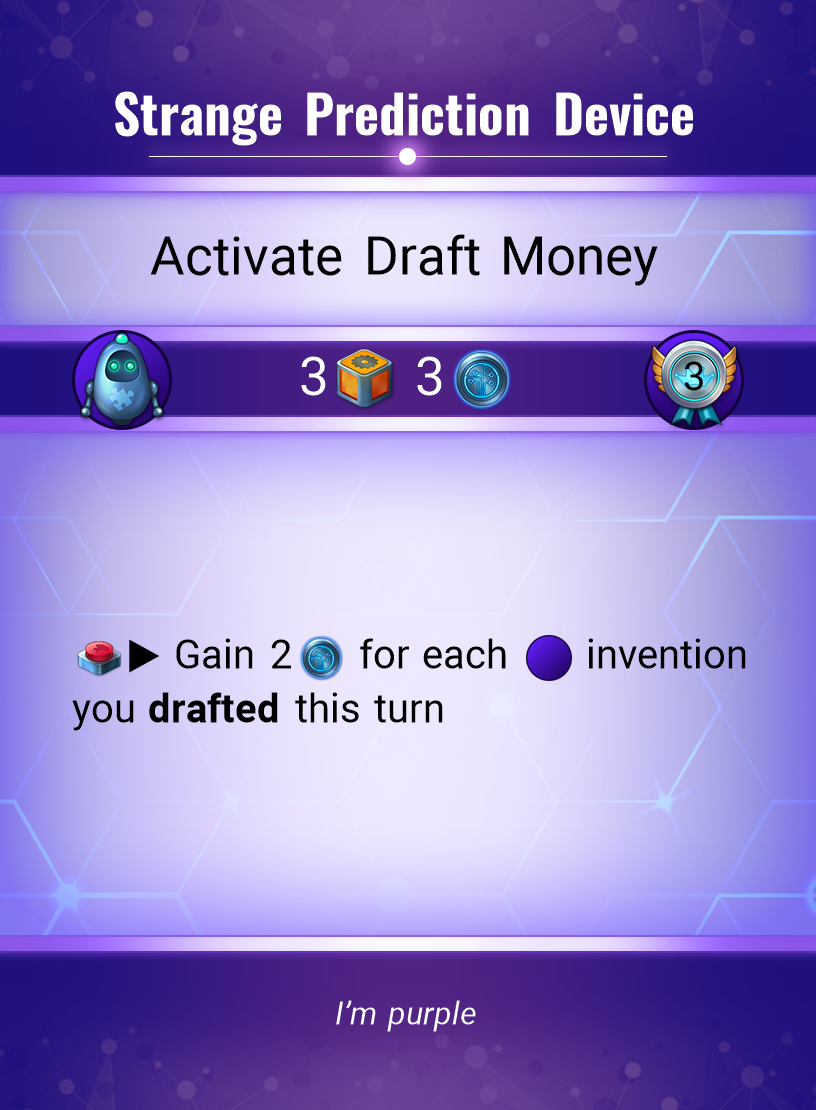 Strange Prediction Device
Activate Draft Money
3 3 3
Gain 2 for each invention
you drafted this turn
I'm purple